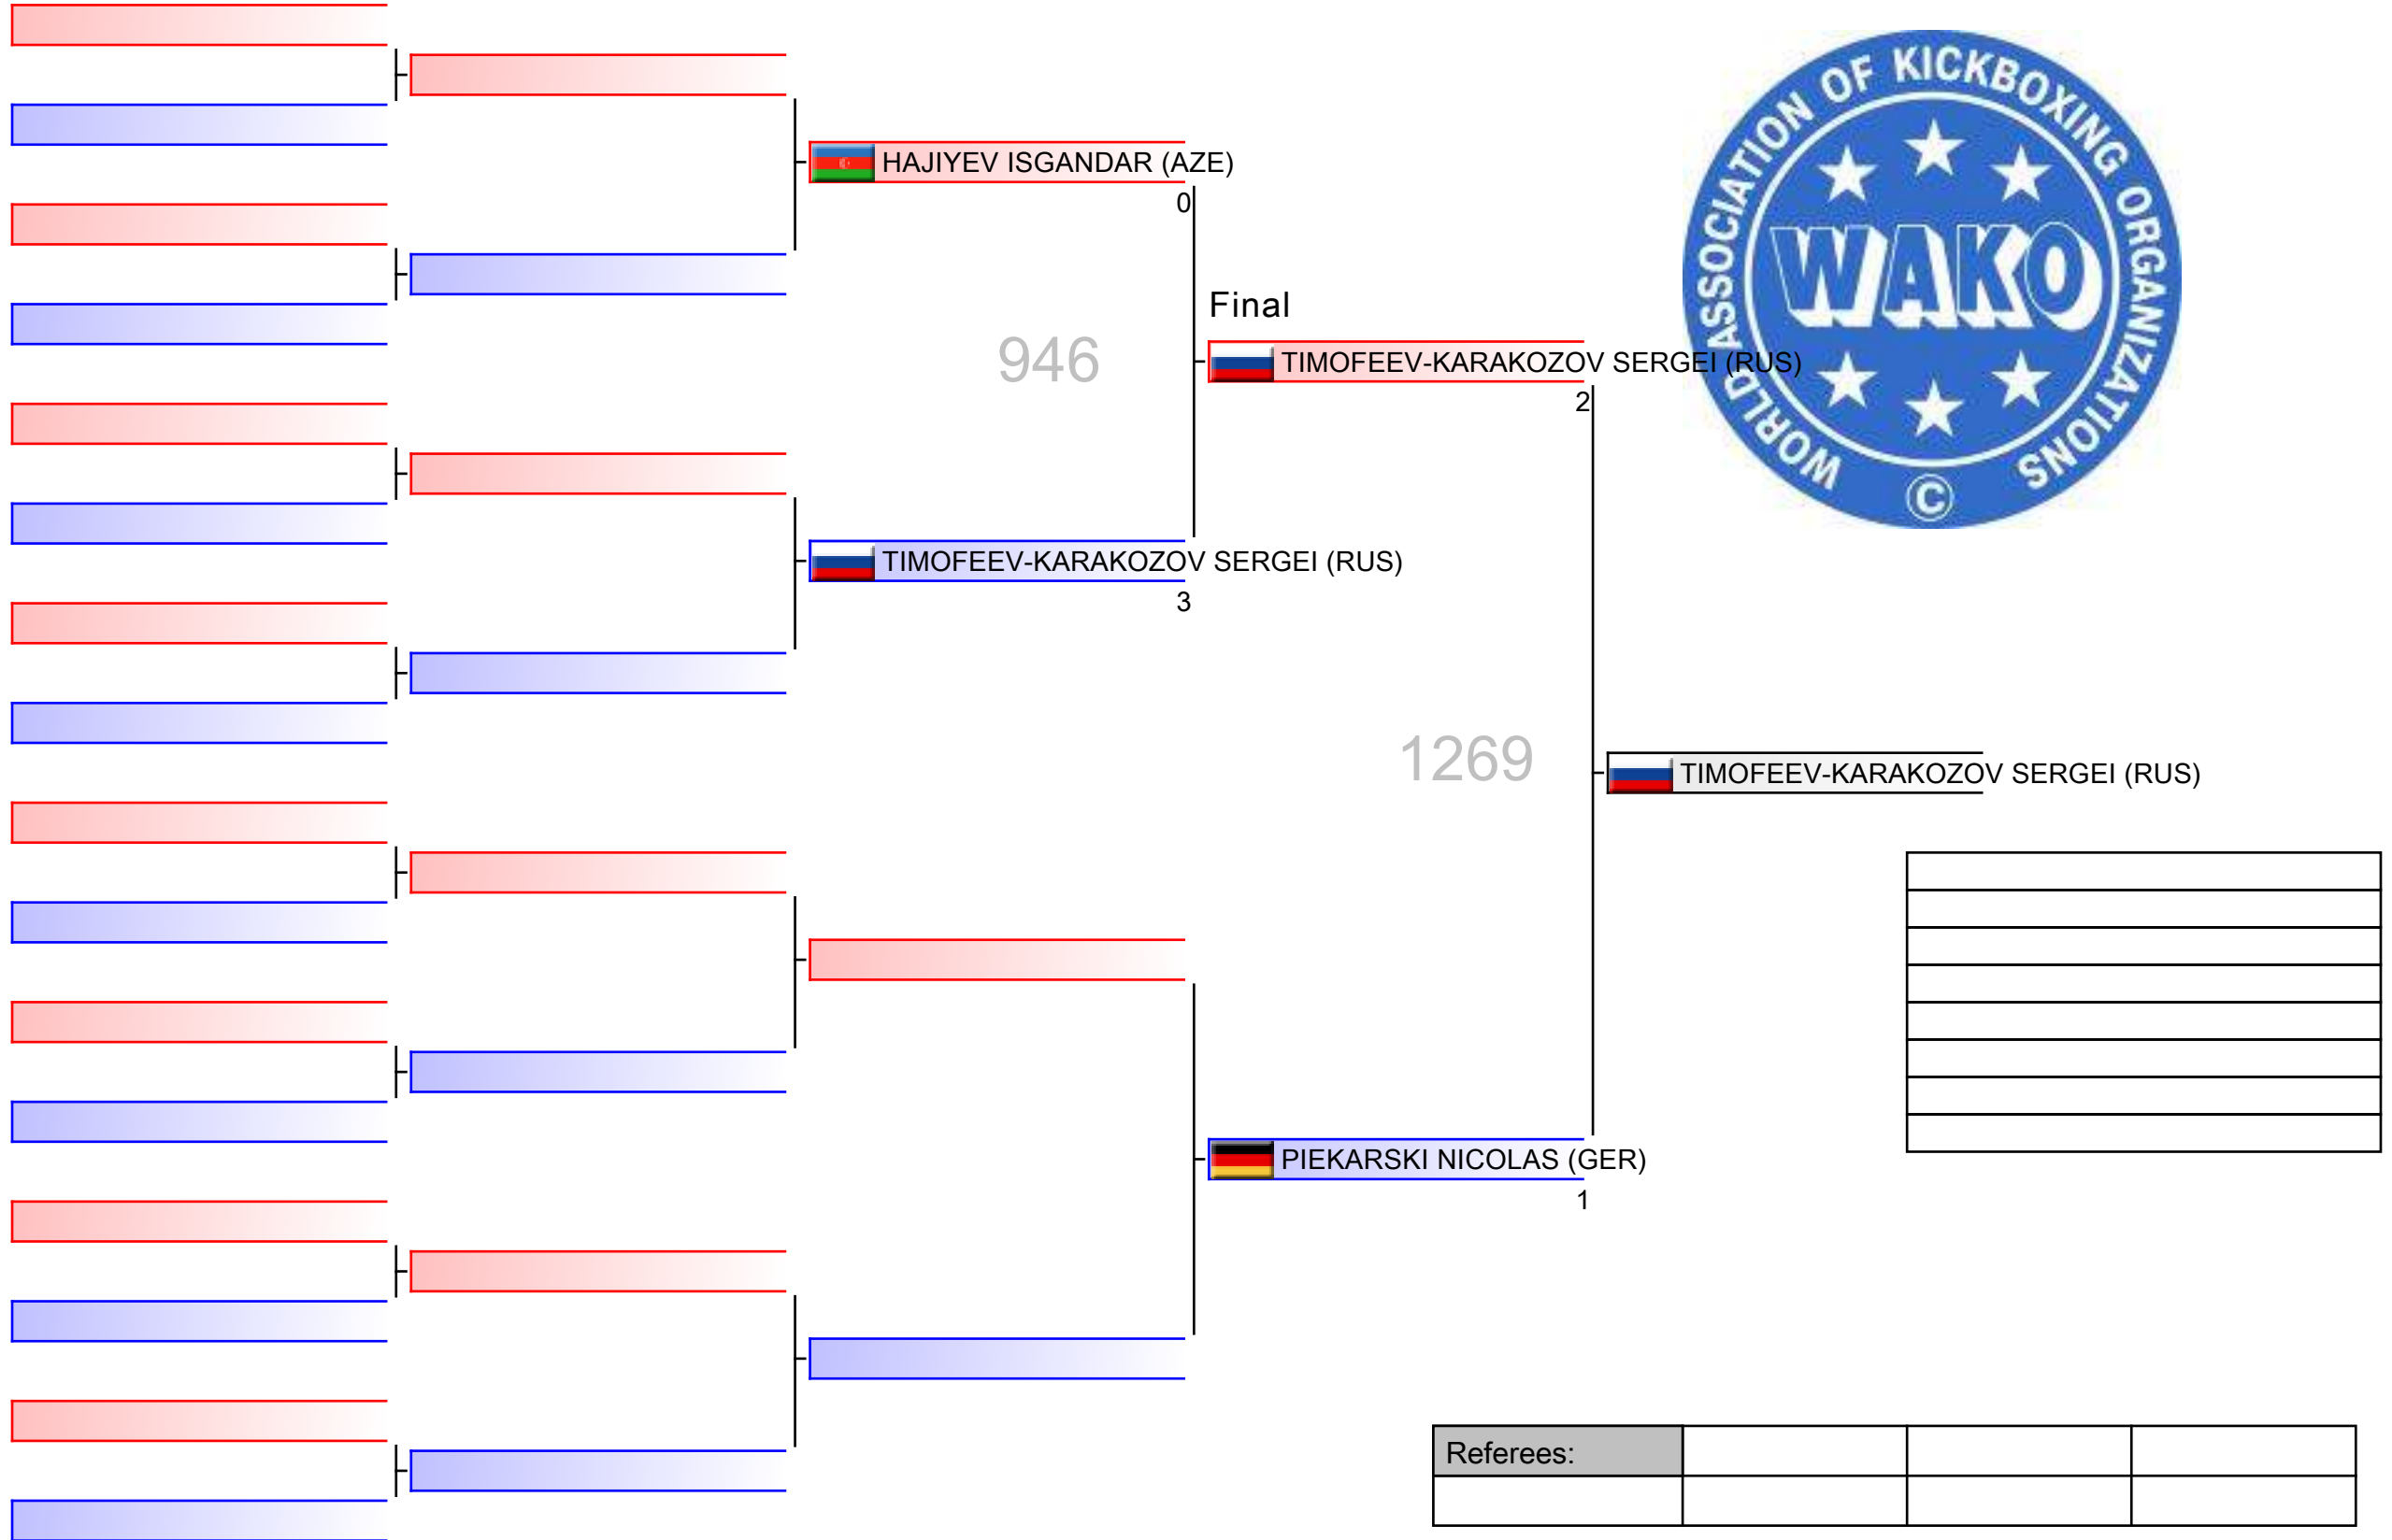 HAJIYEV ISGANDAR (AZE)
0
946
TIMOFEEV-KARAKOZOV SERGEI (RUS)
3
Final
TIMOFEEV-KARAKOZOV SERGEI (RUS)
2
1269
TIMOFEEV-KARAKOZOV SERGEI (RUS)
PIEKARSKI NICOLAS (GER)
1
WORLD ASSOCIATION OF KICKBOXING ORGANIZATIONS
WAKO
©
Referees: